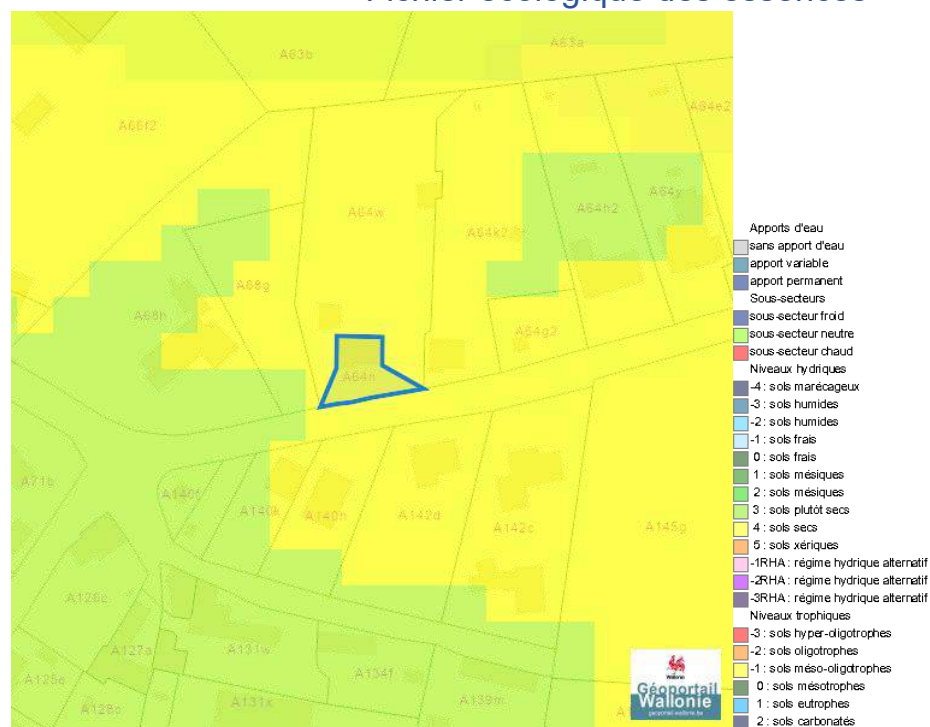 Fichier écologique des essences
A63b
A63a
A64e2
A66f2
A64w
A64h2
A64y
A64k2
A68g
A68h
A64g2
A64n
A71b
A140f
A140k
A140h
A142d
A142c
A145g
A126c
A127a
A131w
A134f
A125e
A128c
A131x
A139m
Wallonie
Géoportail
Wallonie
geoportail.wallonie.be
Apports d'eau
sans apport d'eau
apport variable
apport permanent
Sous-secteurs
sous-secteur froid
sous-secteur neutre
sous-secteur chaud
Niveaux hydriques
-4 : sols marécageux
-3 : sols humides
-2 : sols humides
-1 : sols frais
0 : sols frais
1 : sols mésiques
2 : sols mésiques
3 : sols plutôt secs
4 : sols secs
5 : sols xériques
-1RHA : régime hydrique alternatif
-2RHA : régime hydrique alternatif
-3RHA : régime hydrique alternatif
Niveaux trophiques
-3 : sols hyper-oligotrophes
-2 : sols oligotrophes
-1 : sols méso-oligotrophes
0 : sols mésotrophes
1 : sols eutrophes
2 : sols carbonatés